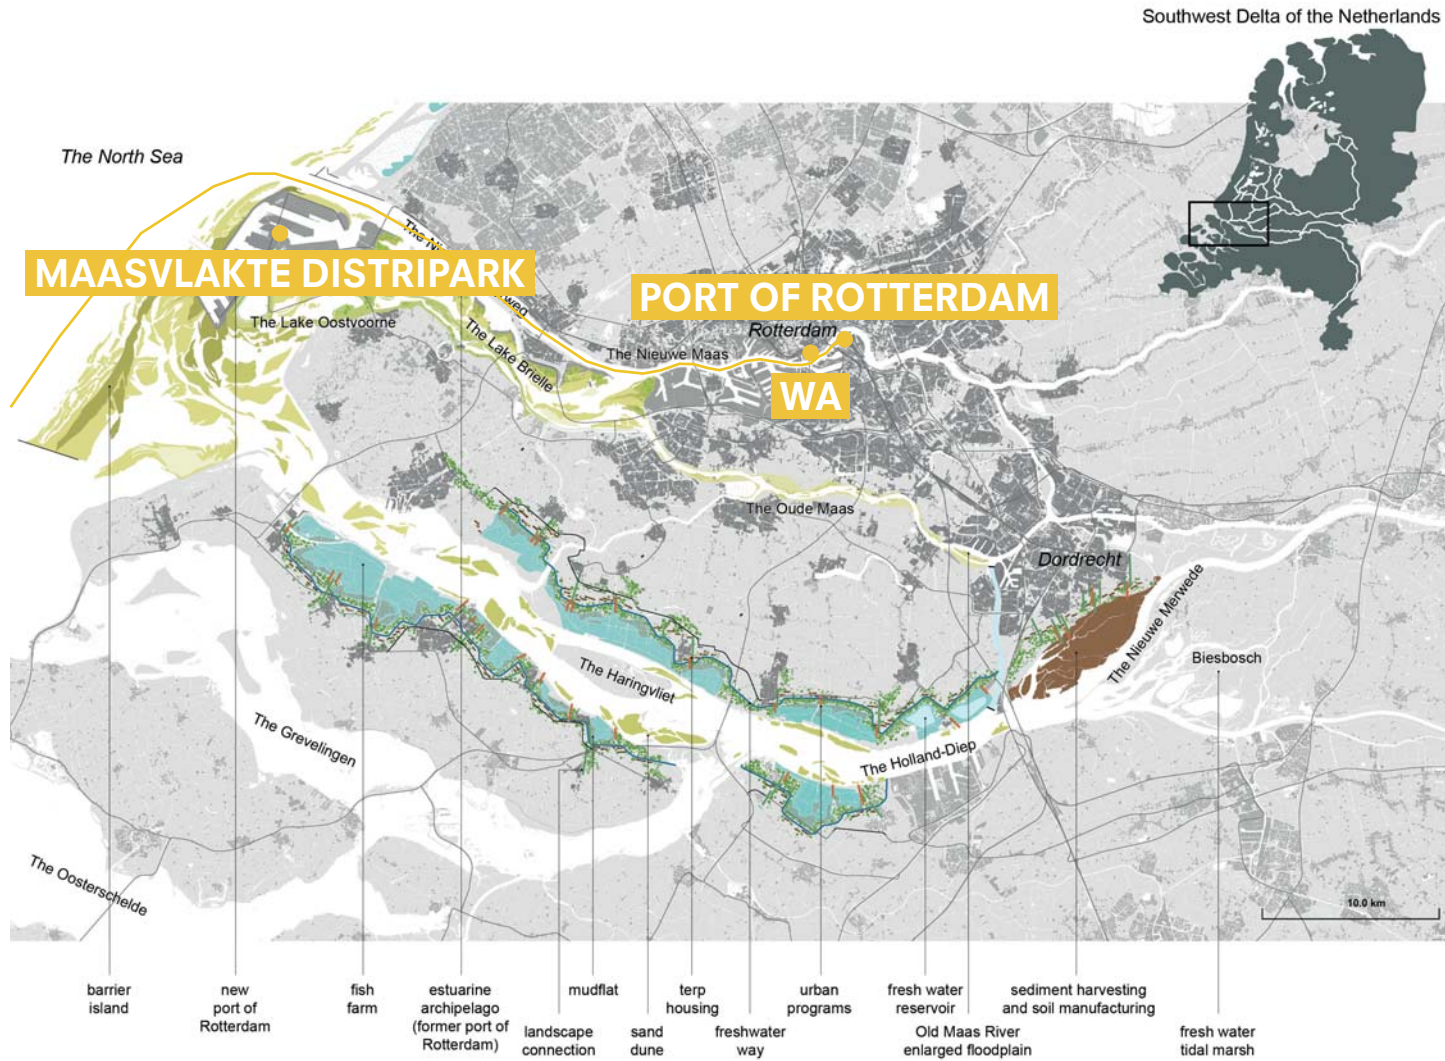 Southwest Delta of the Netherlands
The North Sea
The Ni
MAASVLAKTE DISTRIPARK
weg
PORT OF ROTTERDAM
Rotterdam
The Lake Oostvoorne
The Lake Brielle
The Nieuwe Maas
WA
The Oude Maas
Dordrecht
The Nieuwe Merwede
Biesbosch
The Haringvliet
The Grevelingen
The Holland-Diep
The Oosterschelde
10.0 km
barrier
island
new
port of
Rotterdam
fish
farm
estuarine
archipelago
(former port of
Rotterdam)
landscape
connection
mudflat
sand
dune
terp
housing
freshwater
way
urban
programs
fresh water
reservoir
Old Maas River
enlarged floodplain
sediment harvesting
and soil manufacturing
fresh water
tidal marsh